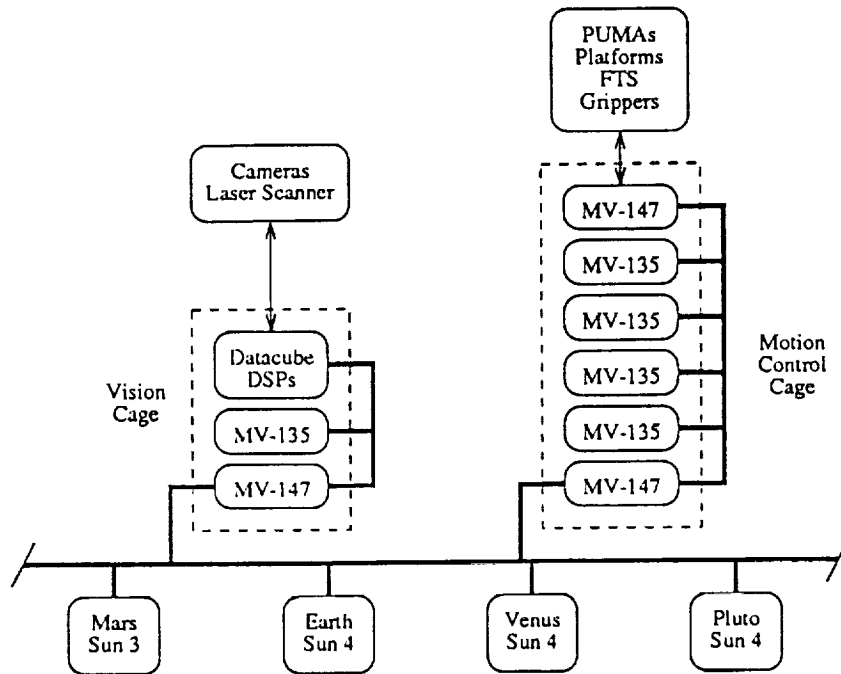 PUMAs
Platforms
FTS
Grippers
Cameras
Laser Scanner
MV-147
MV-135
MV-135
MV-135
MV-135
MV-147
Motion
Control
Cage
Datacube
DSPs
MV-135
MV-147
Vision
Cage
Mars
Sun 3
Earth
Sun 4
Venus
Sun 4
Pluto
Sun 4